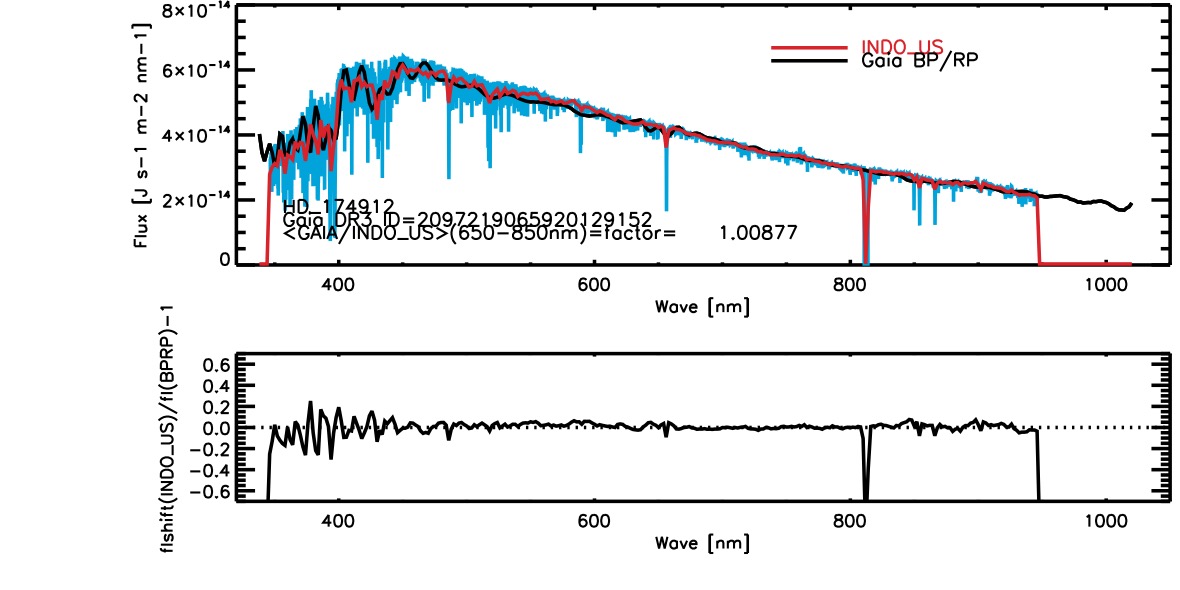 8×10−14
6×10−14
4×10−14
2×10−14
0
Flux [J s−1 m−2 nm−1]
INDO_US
Gaia BP/RP
HD_174912
Gaia DR3 ID=2097219065920129152
<GAIA/INDO_US>(650−850nm)=factor= 1.00877
400 600 800 1000
Wave [nm]
flshift(INDO_US)/fl(BPRP)−1
0.6
0.4
0.2
0.0
−0.2
−0.4
−0.6
400 600 800 1000
Wave [nm]